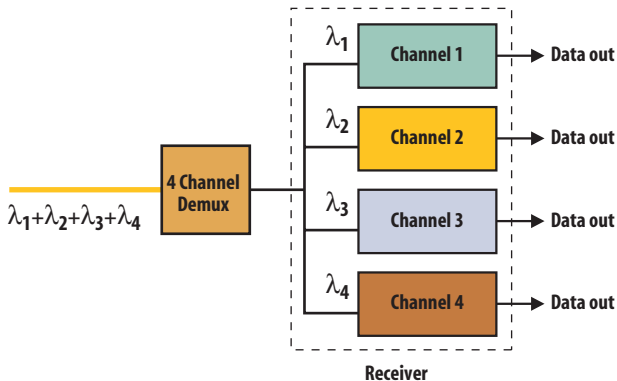 λ1
Channel 1
Data out
λ2
Channel 2
Data out
4 Channel
Demux
λ1+λ2+λ3+λ4
λ3
Channel 3
Data out
λ4
Channel 4
Data out
Receiver